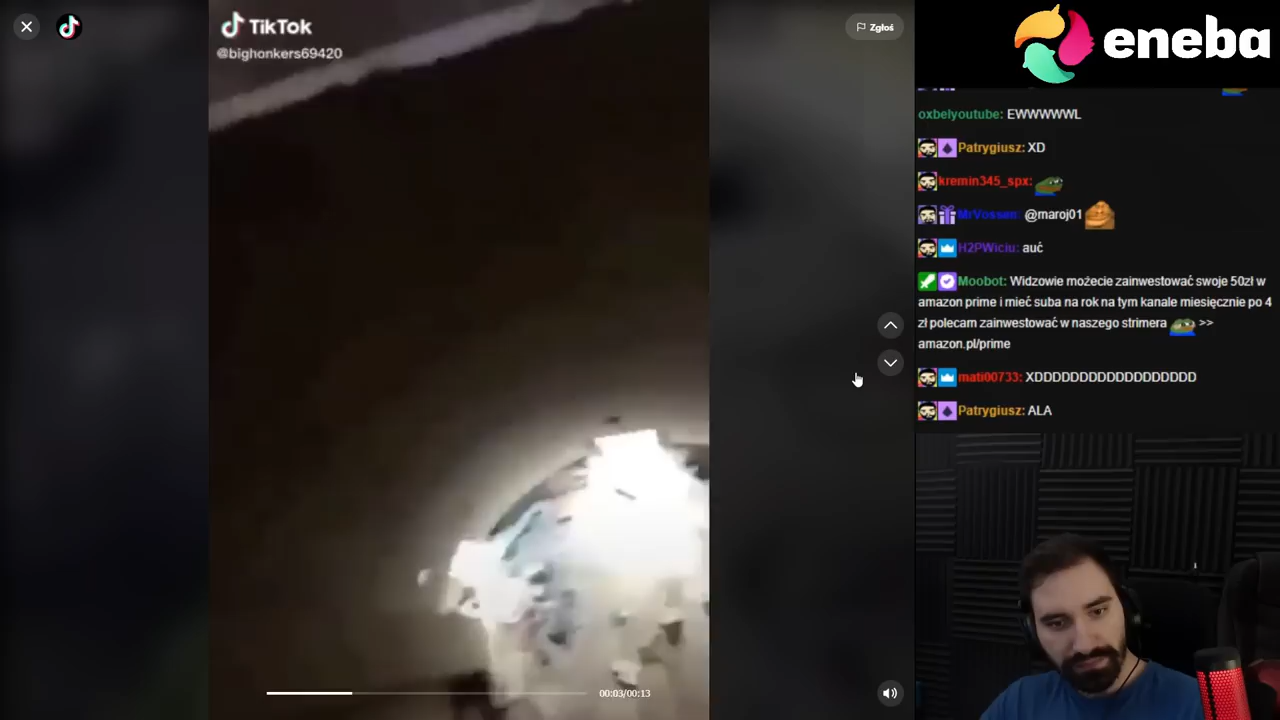 TikTok
@bighonkers69420
Zgłoś
eneba
oxbelyoutube: EWWWWWL
Patrygiusz: XD
kremin345_spx:
MrVossen: @maroj01
H2PWiciu: auć
Moobot: Widzowie możecie zainwestować swoje 50zł w
amazon prime i mieć suba na rok na tym kanale miesięcznie po 4
zł polecam zainwestować w naszego strimera >>
amazon.pl/prime
mati00733: XDDDDDDDDDDDDDDDDDD
Patrygiusz: ALA
00:03/00:13